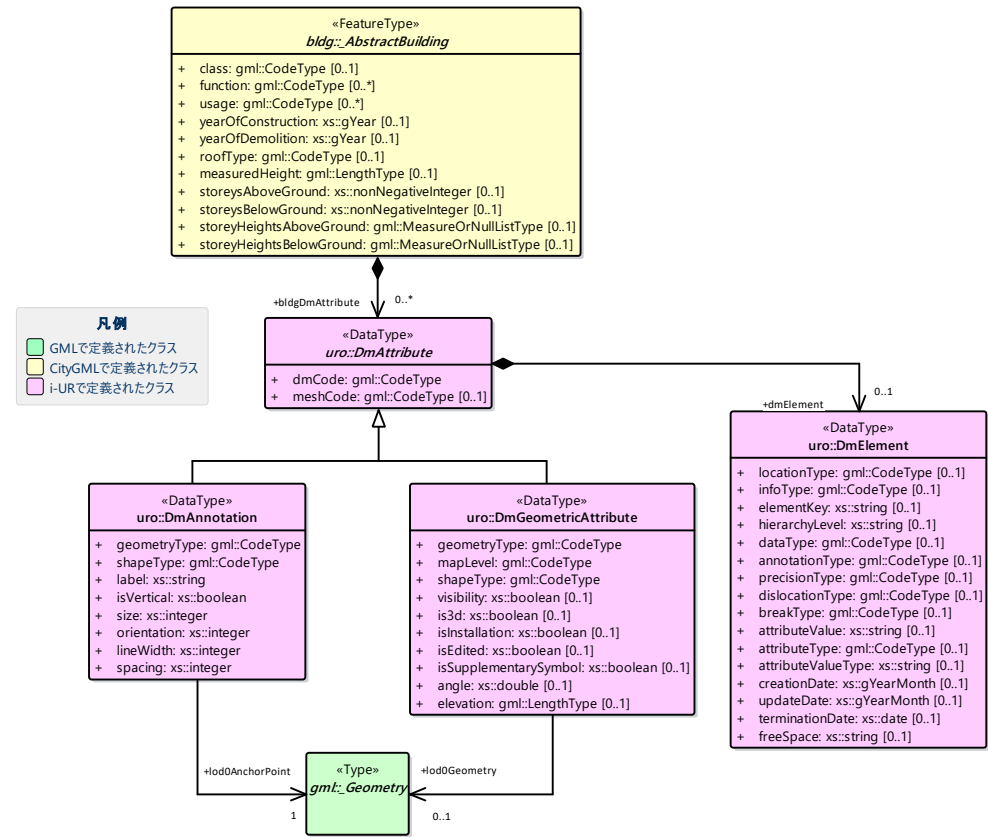 «FeatureType»
bldg::_AbstractBuilding
+ class: gml::CodeType [0..1]
+ function: gml::CodeType [0..*]
+ usage: gml::CodeType [0..*]
+ yearOfConstruction: xs::gYear [0..1]
+ yearOfDemolition: xs::gYear [0..1]
+ roofType: gml::CodeType [0..1]
+ measuredHeight: gml::LengthType [0..1]
+ storeysAboveGround: xs::nonNegativeInteger [0..1]
+ storeysBelowGround: xs::nonNegativeInteger [0..1]
+ storeyHeightsAboveGround: gml::MeasureOrNullListType [0..1]
+ storeyHeightsBelowGround: gml::MeasureOrNullListType [0..1]
+bldgDmAttribute
0..*
凡例
GMLで定義されたクラス
CityGMLで定義されたクラス
i-URで定義されたクラス
«DataType»
uro::DmAttribute
+ dmCode: gml::CodeType
+ meshCode: gml::CodeType [0..1]
+dmElement
0..1
«DataType»
uro::DmElement
+ locationType: gml::CodeType [0..1]
+ infoType: gml::CodeType [0..1]
+ elementKey: xs::string [0..1]
+ hierarchyLevel: xs::string [0..1]
+ dataType: gml::CodeType [0..1]
+ annotationType: gml::CodeType [0..1]
+ precisionType: gml::CodeType [0..1]
+ dislocationType: gml::CodeType [0..1]
+ breakType: gml::CodeType [0..1]
+ attributeValue: xs::string [0..1]
+ attributeType: gml::CodeType [0..1]
+ attributeValueType: xs::string [0..1]
+ creationDate: xs::gYearMonth [0..1]
+ updateDate: xs::gYearMonth [0..1]
+ terminationDate: xs::date [0..1]
+ freeSpace: xs::string [0..1]
«DataType»
uro::DmAnnotation
+ geometryType: gml::CodeType
+ shapeType: gml::CodeType
+ label: xs::string
+ isVertical: xs::boolean
+ size: xs::integer
+ orientation: xs::integer
+ lineWidth: xs::integer
+ spacing: xs::integer
«DataType»
uro::DmGeometricAttribute
+ geometryType: gml::CodeType
+ mapLevel: gml::CodeType
+ shapeType: gml::CodeType
+ visibility: xs::boolean [0..1]
+ is3d: xs::boolean [0..1]
+ isInstallation: xs::boolean [0..1]
+ isEdited: xs::boolean [0..1]
+ isSupplementarySymbol: xs::boolean [0..1]
+ angle: xs::double [0..1]
+ elevation: gml::LengthType [0..1]
+lod0AnchorPoint
1
«Type»
gml::_Geometry
+lod0Geometry
0..1